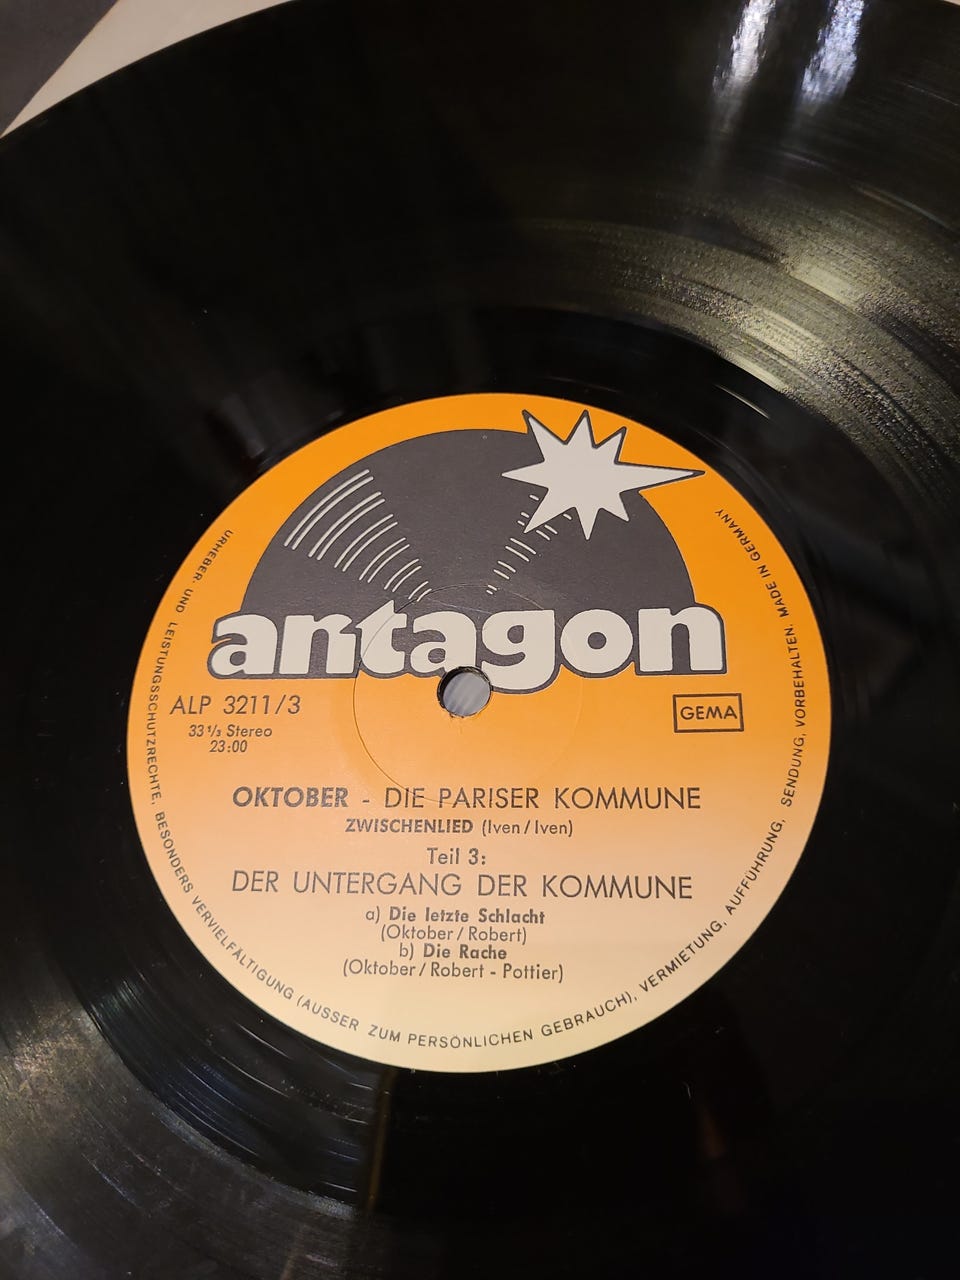 antagon
ALP 3211/3
33 1/3 Stereo
23:00
GEMA
OKTOBER - DIE PARISER KOMMUNE
ZWISCHENLIED (Iven/Iven)
Teil 3:
DER UNTERGANG DER KOMMUNE
a) Die letzte Schlacht
(Oktober/Robert)
b) Die Rache
(Oktober/Robert - Pottier)
URHEBER- UND LEISTUNGSSCHUTZRECHTE, BESONDERS VERVIELFÄLTIGUNG (AUSSER ZUM PERSÖNLICHEN GEBRAUCH), VERMIETUNG, AUFFÜHRUNG, SENDUNG, VORBEHALTEN. MADE IN GERMANY